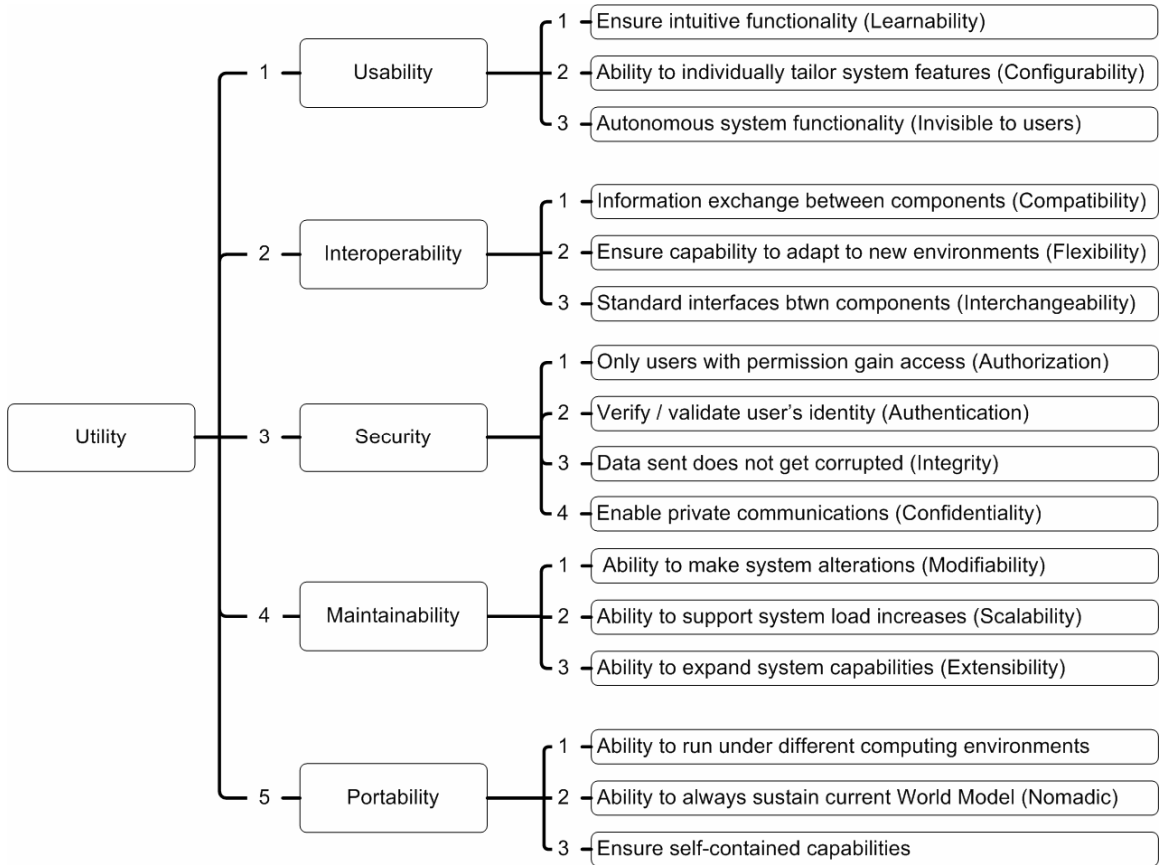 Utility
1
Usability
1 Ensure intuitive functionality (Learnability)
2 Ability to individually tailor system features (Configurability)
3 Autonomous system functionality (Invisible to users)
2
Interoperability
1 Information exchange between components (Compatibility)
2 Ensure capability to adapt to new environments (Flexibility)
3 Standard interfaces btwn components (Interchangeability)
3
Security
1 Only users with permission gain access (Authorization)
2 Verify / validate user's identity (Authentication)
3 Data sent does not get corrupted (Integrity)
4 Enable private communications (Confidentiality)
4
Maintainability
1 Ability to make system alterations (Modifiability)
2 Ability to support system load increases (Scalability)
3 Ability to expand system capabilities (Extensibility)
5
Portability
1 Ability to run under different computing environments
2 Ability to always sustain current World Model (Nomadic)
3 Ensure self-contained capabilities